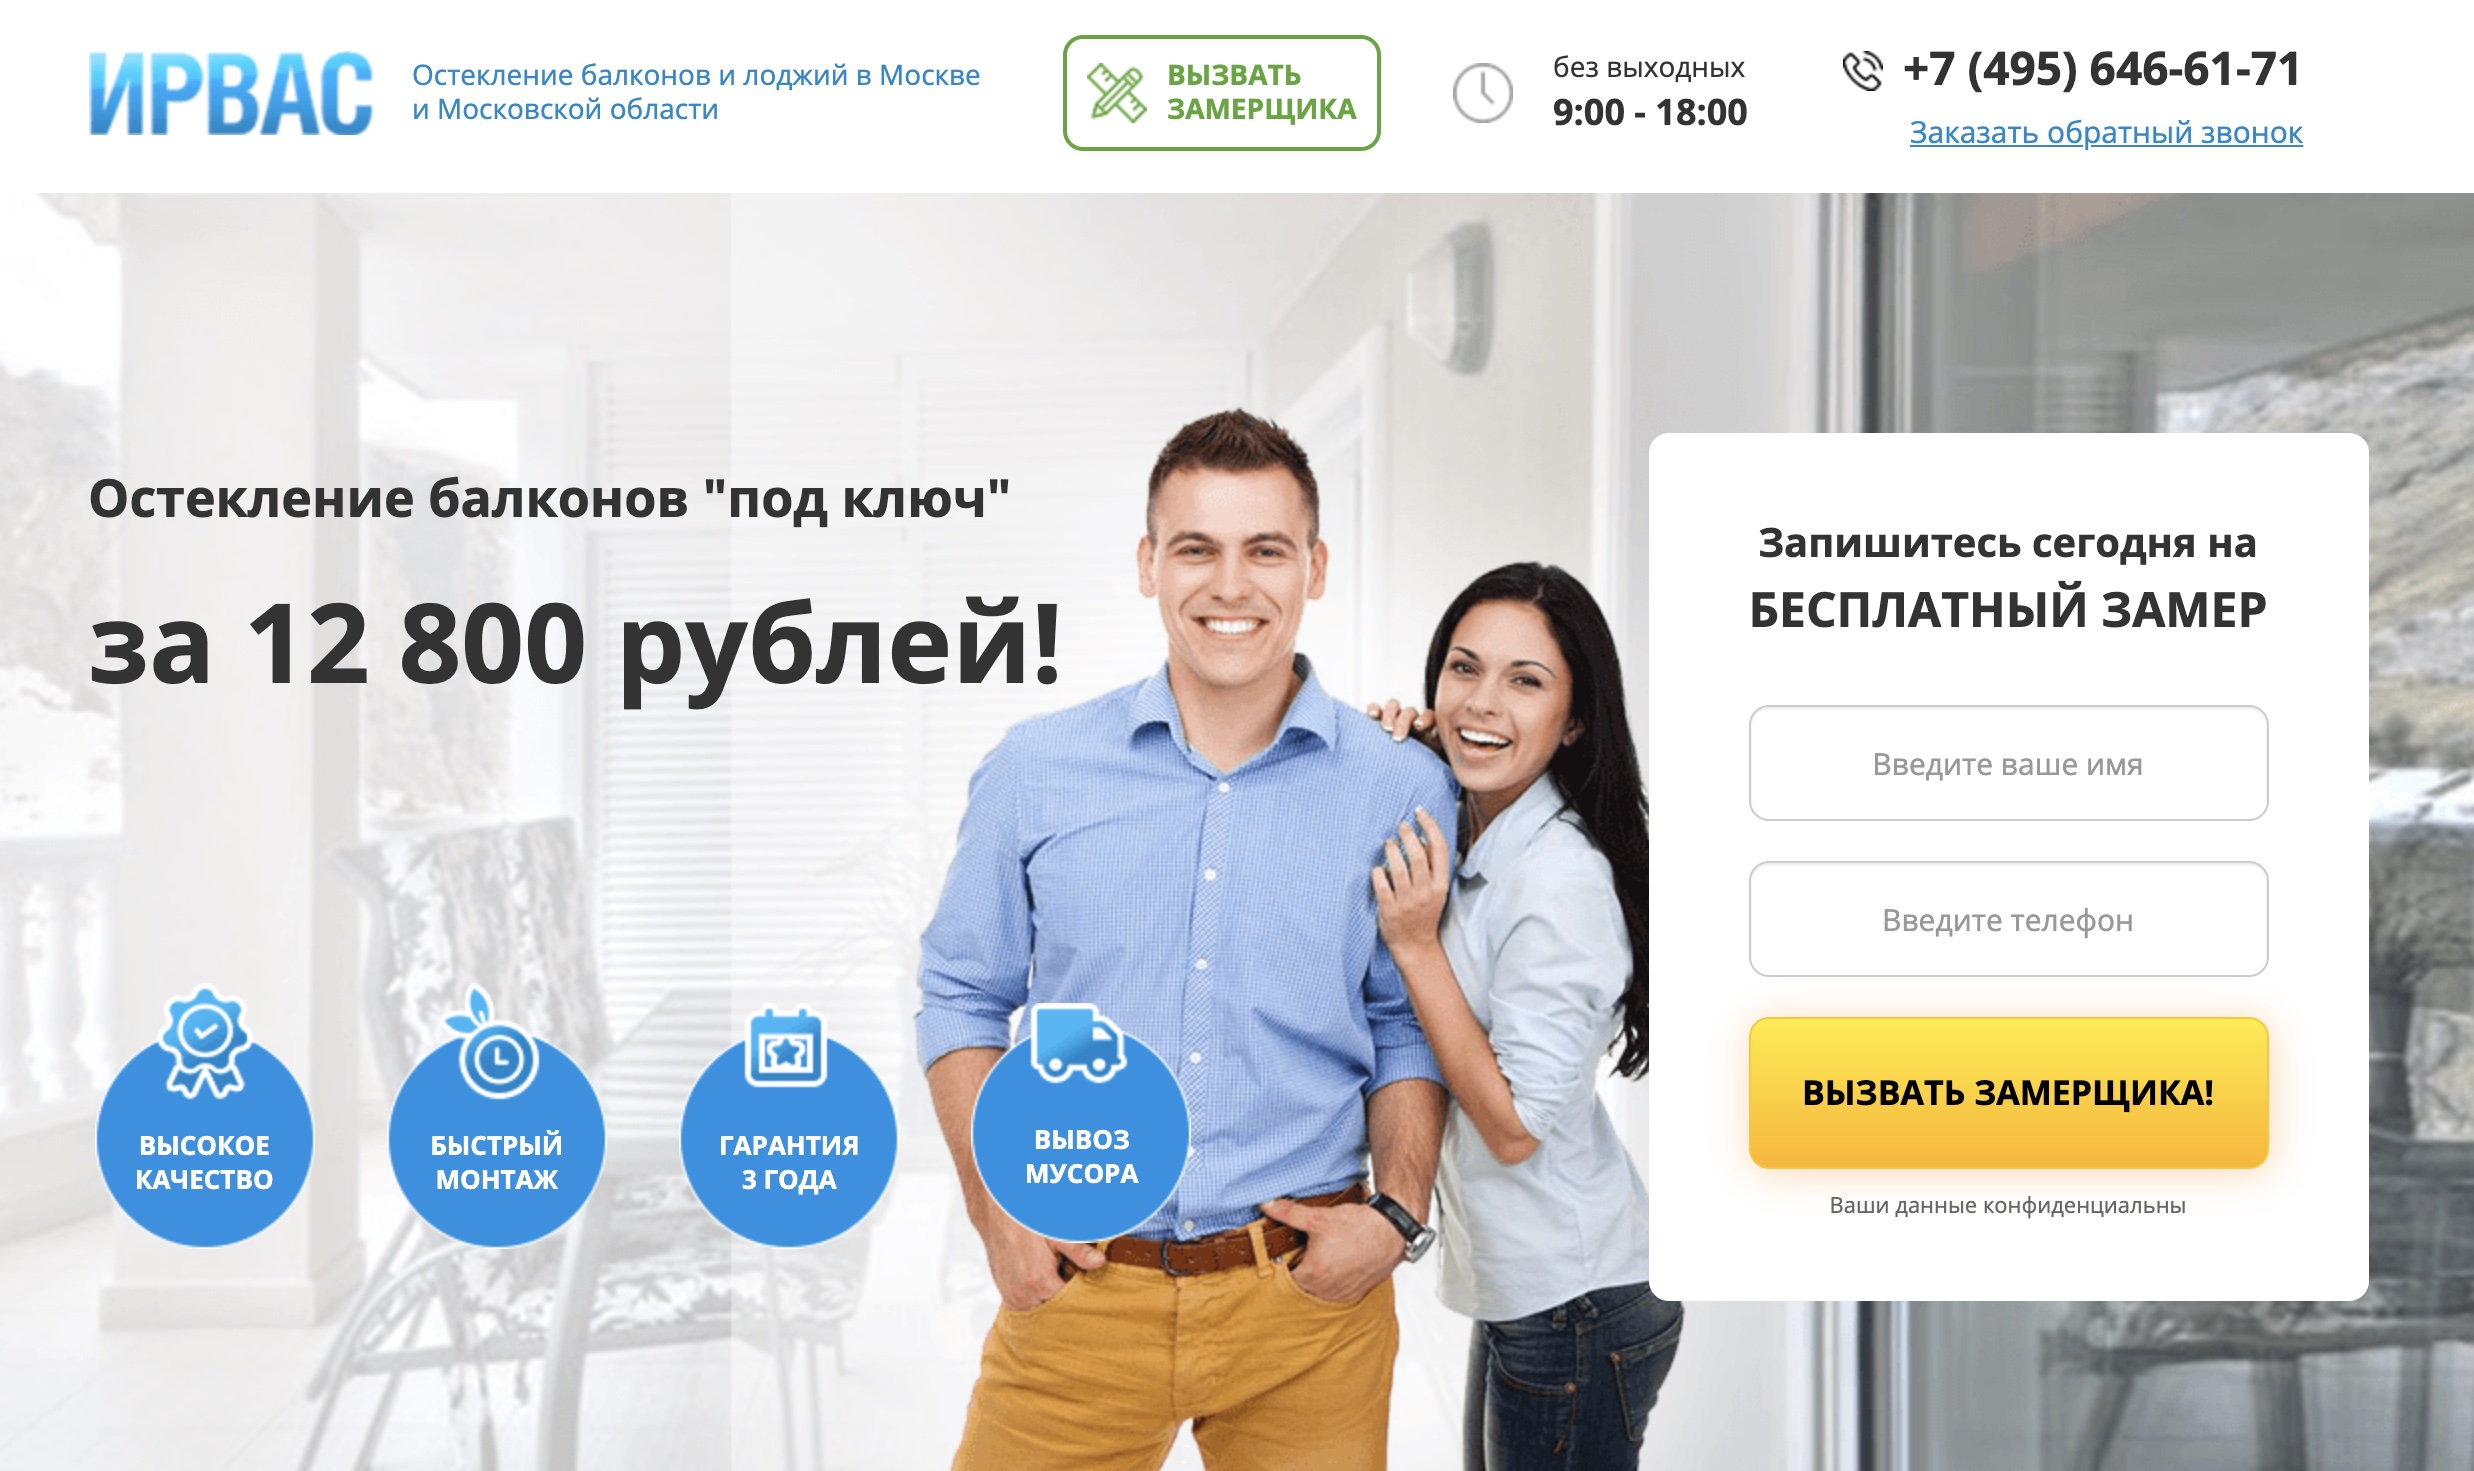 ИРВАС
Остекление балконов и лоджий в Москве
и Московской области
ВЫЗВАТЬ
ЗАМЕРЩИКА
без выходных
9:00 - 18:00
+7 (495) 646-61-71
Заказать обратный звонок
Остекление балконов "под ключ"
за 12 800 рублей!
ВЫСОКОЕ
КАЧЕСТВО
БЫСТРЫЙ
МОНТАЖ
ГАРАНТИЯ
3 ГОДА
ВЫВОЗ
МУСОРА
Запишитесь сегодня на
БЕСПЛАТНЫЙ ЗАМЕР
Введите ваше имя
Введите телефон
ВЫЗВАТЬ ЗАМЕРЩИКА!
Ваши данные конфиденциальны